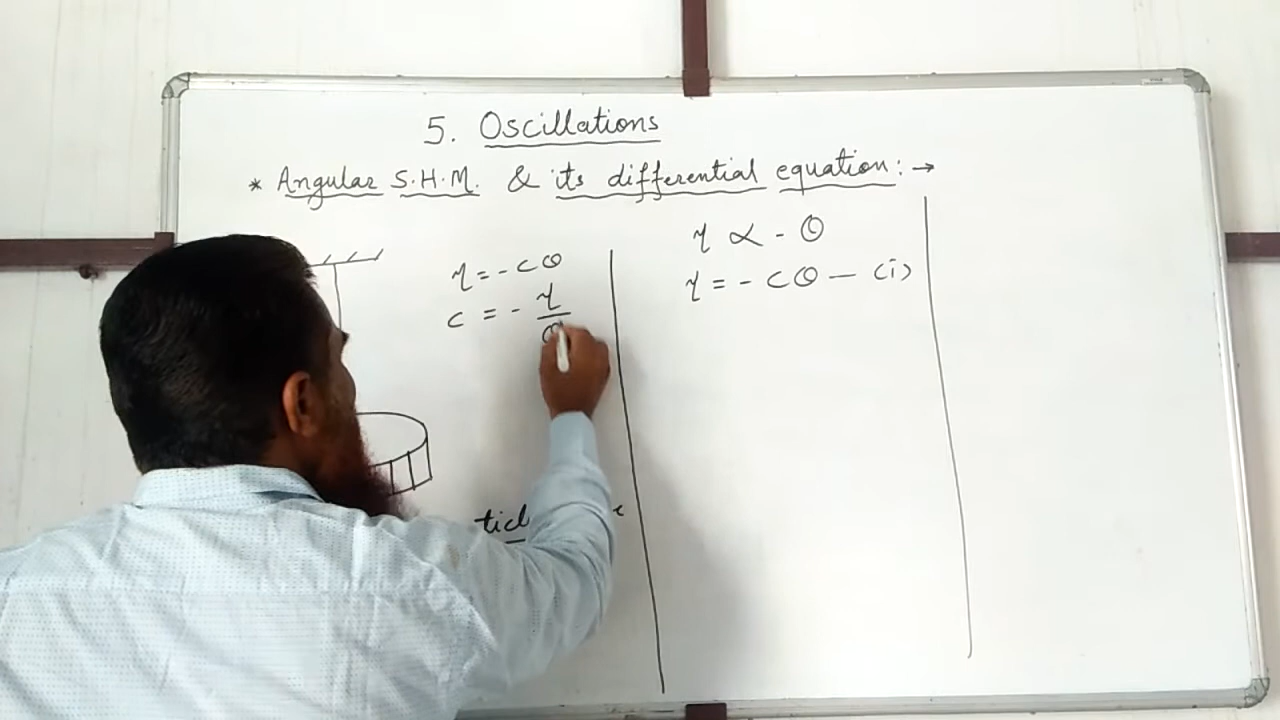 5. Oscillations
* Angular S.H.M. & its differential equation: →
τ = - cθ
c = - τ/θ
τ ∝ - θ
τ = - cθ — (i)